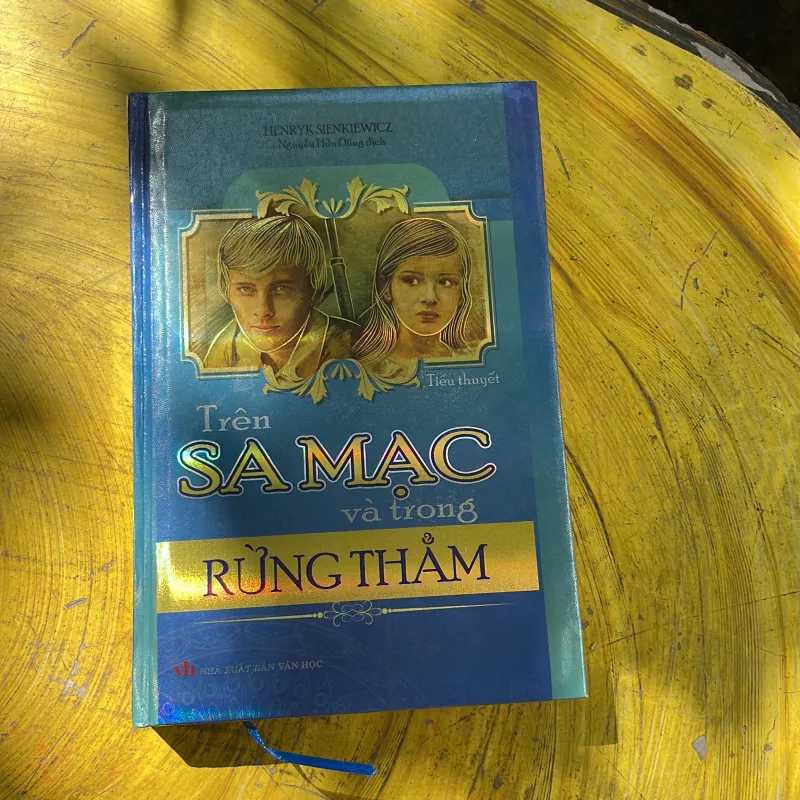 HENRYK SIENKIEWICZ
Nguyễn Hữu Dũng dịch
Tiểu thuyết
Trên
SA MẠC
và trong
RỪNG THẲM
vh NHÀ XUẤT BẢN VĂN HỌC